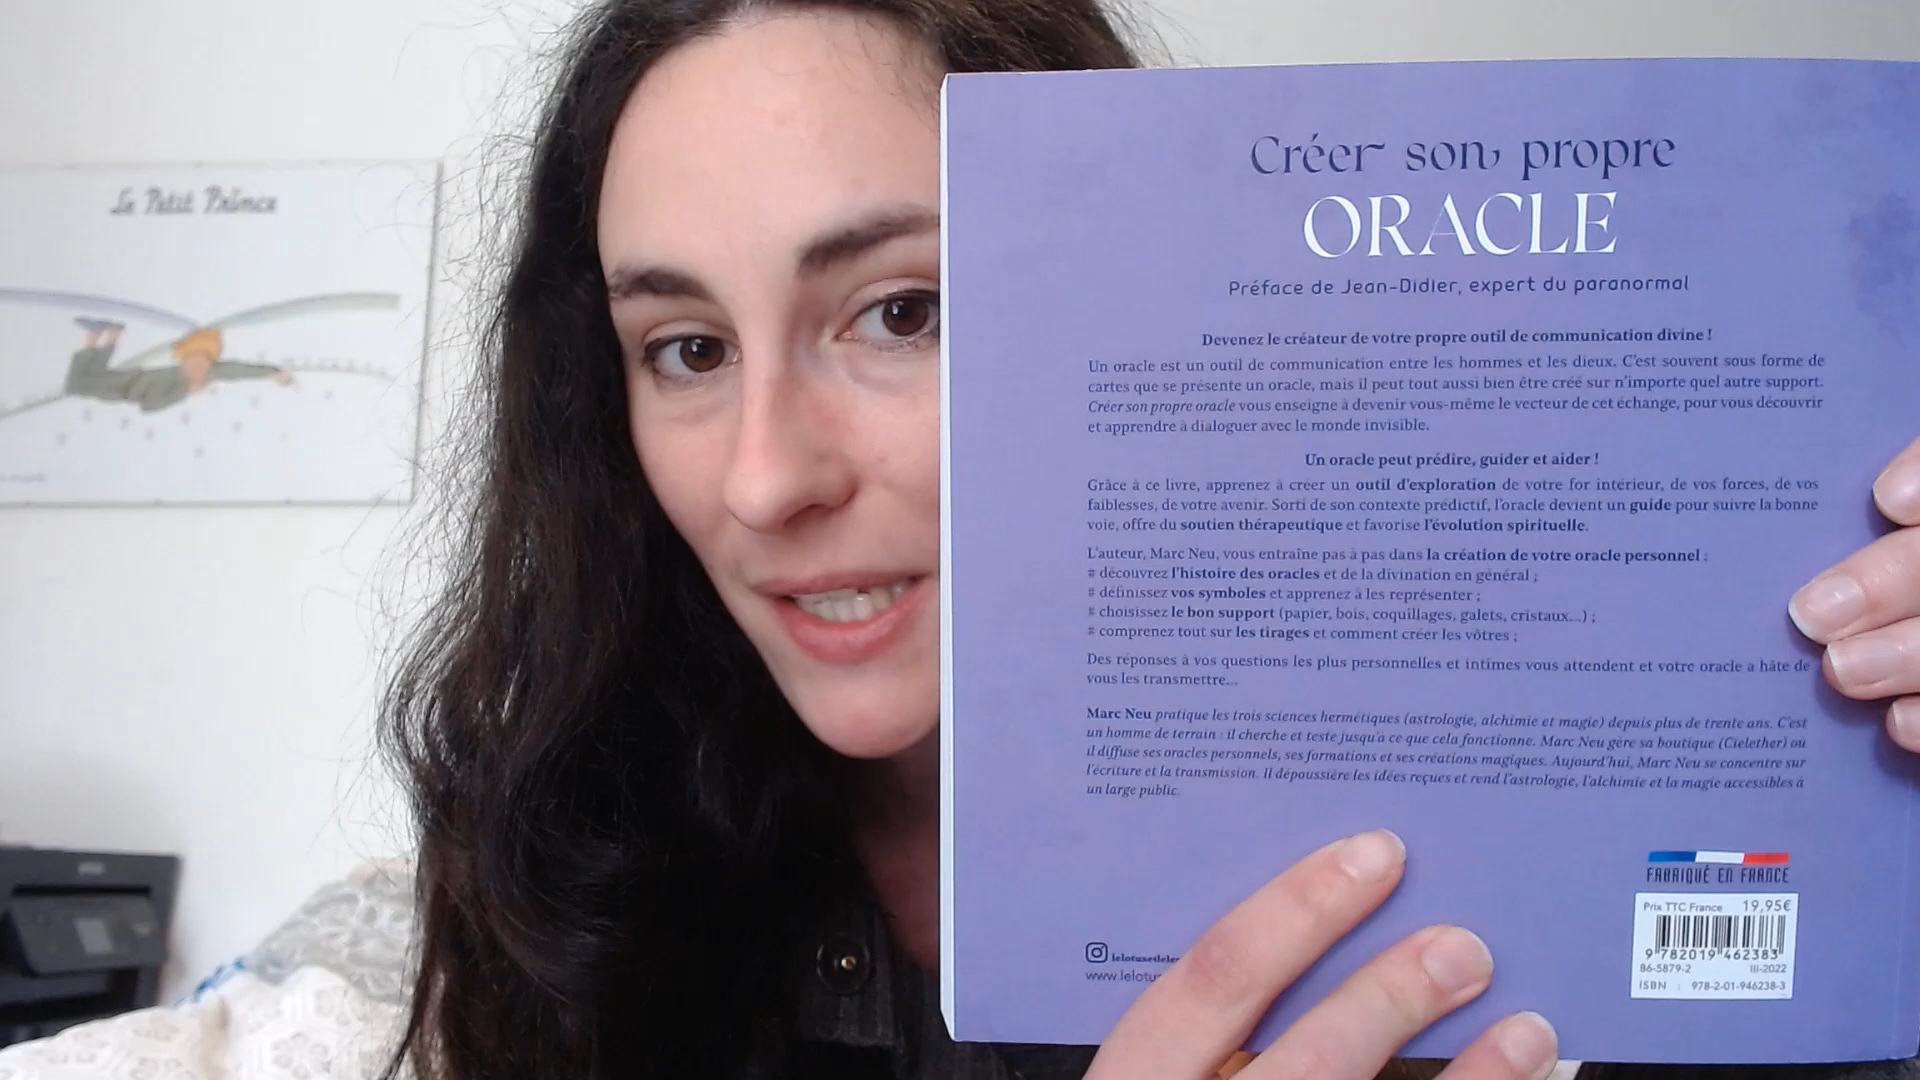 Le Petit Prince
Créer son propre
ORACLE
Préface de Jean-Didier, expert du paranormal
Devenez le créateur de votre propre outil de communication divine !
Un oracle est un outil de communication entre les hommes et les dieux. C'est souvent sous forme de
cartes que se présente un oracle, mais il peut tout aussi bien être créé sur n'importe quel autre support.
Créer son propre oracle vous enseigne à devenir vous-même le vecteur de cet échange, pour vous découvrir
et apprendre à dialoguer avec le monde invisible.
Un oracle peut prédire, guider et aider !
Grâce à ce livre, apprenez à créer un outil d'exploration de votre for intérieur, de vos forces, de vos
faiblesses, de votre avenir. Sorti de son contexte prédictif, l'oracle devient un guide pour suivre la bonne
voie, offre du soutien thérapeutique et favorise l'évolution spirituelle.
L'auteur, Marc Neu, vous entraîne pas à pas dans la création de votre oracle personnel :
# découvrez l'histoire des oracles et de la divination en général ;
# définissez vos symboles et apprenez à les représenter ;
# choisissez le bon support (papier, bois, coquillages, galets, cristaux...) ;
# comprenez tout sur les tirages et comment créer les vôtres ;
Des réponses à vos questions les plus personnelles et intimes vous attendent et votre oracle a hâte de
vous les transmettre...
Marc Neu pratique les trois sciences hermétiques (astrologie, alchimie et magie) depuis plus de trente ans. C'est
un homme de terrain : il cherche et teste jusqu'à ce que cela fonctionne. Marc Neu gère sa boutique (Cielether) où
il diffuse ses oracles personnels, ses formations et ses créations magiques. Aujourd'hui, Marc Neu se concentre sur
l'écriture et la transmission. Il dépoussière les idées reçues et rend l'astrologie, l'alchimie et la magie accessibles à
un large public.
FABRIQUÉ EN FRANCE
Prix TTC France 19,95€
9 782019 462383
86-5879-2 III-2022
ISBN : 978-2-01-946238-3
lelotusetlele
www.lelotu